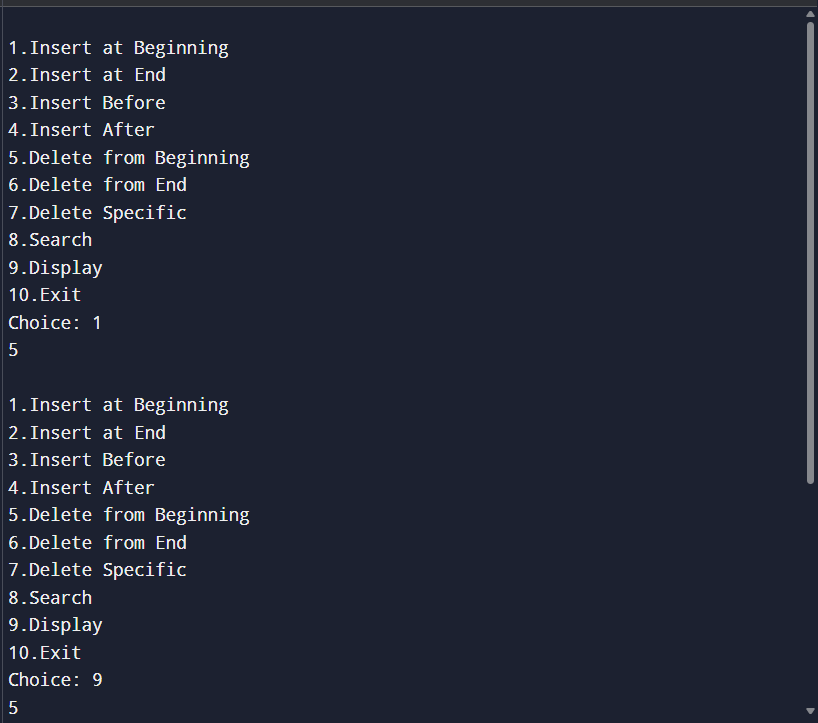 1.Insert at Beginning
2.Insert at End
3.Insert Before
4.Insert After
5.Delete from Beginning
6.Delete from End
7.Delete Specific
8.Search
9.Display
10.Exit
Choice: 1
5
1.Insert at Beginning
2.Insert at End
3.Insert Before
4.Insert After
5.Delete from Beginning
6.Delete from End
7.Delete Specific
8.Search
9.Display
10.Exit
Choice: 9
5